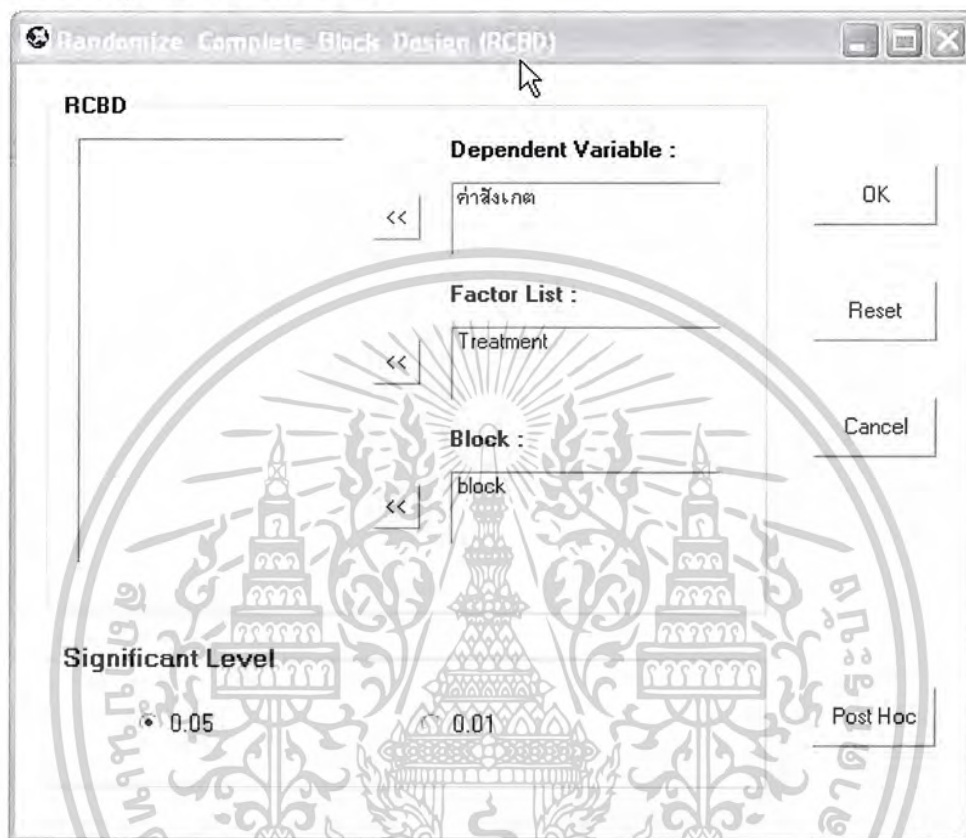 Randomize Complete Block Design (RCBD)
RCBD
Dependent Variable :
<<
ค่าสังเกต
OK
Factor List :
<<
Treatment
Reset
Block :
<<
block
Cancel
Significant Level
0.05
0.01
Post Hoc